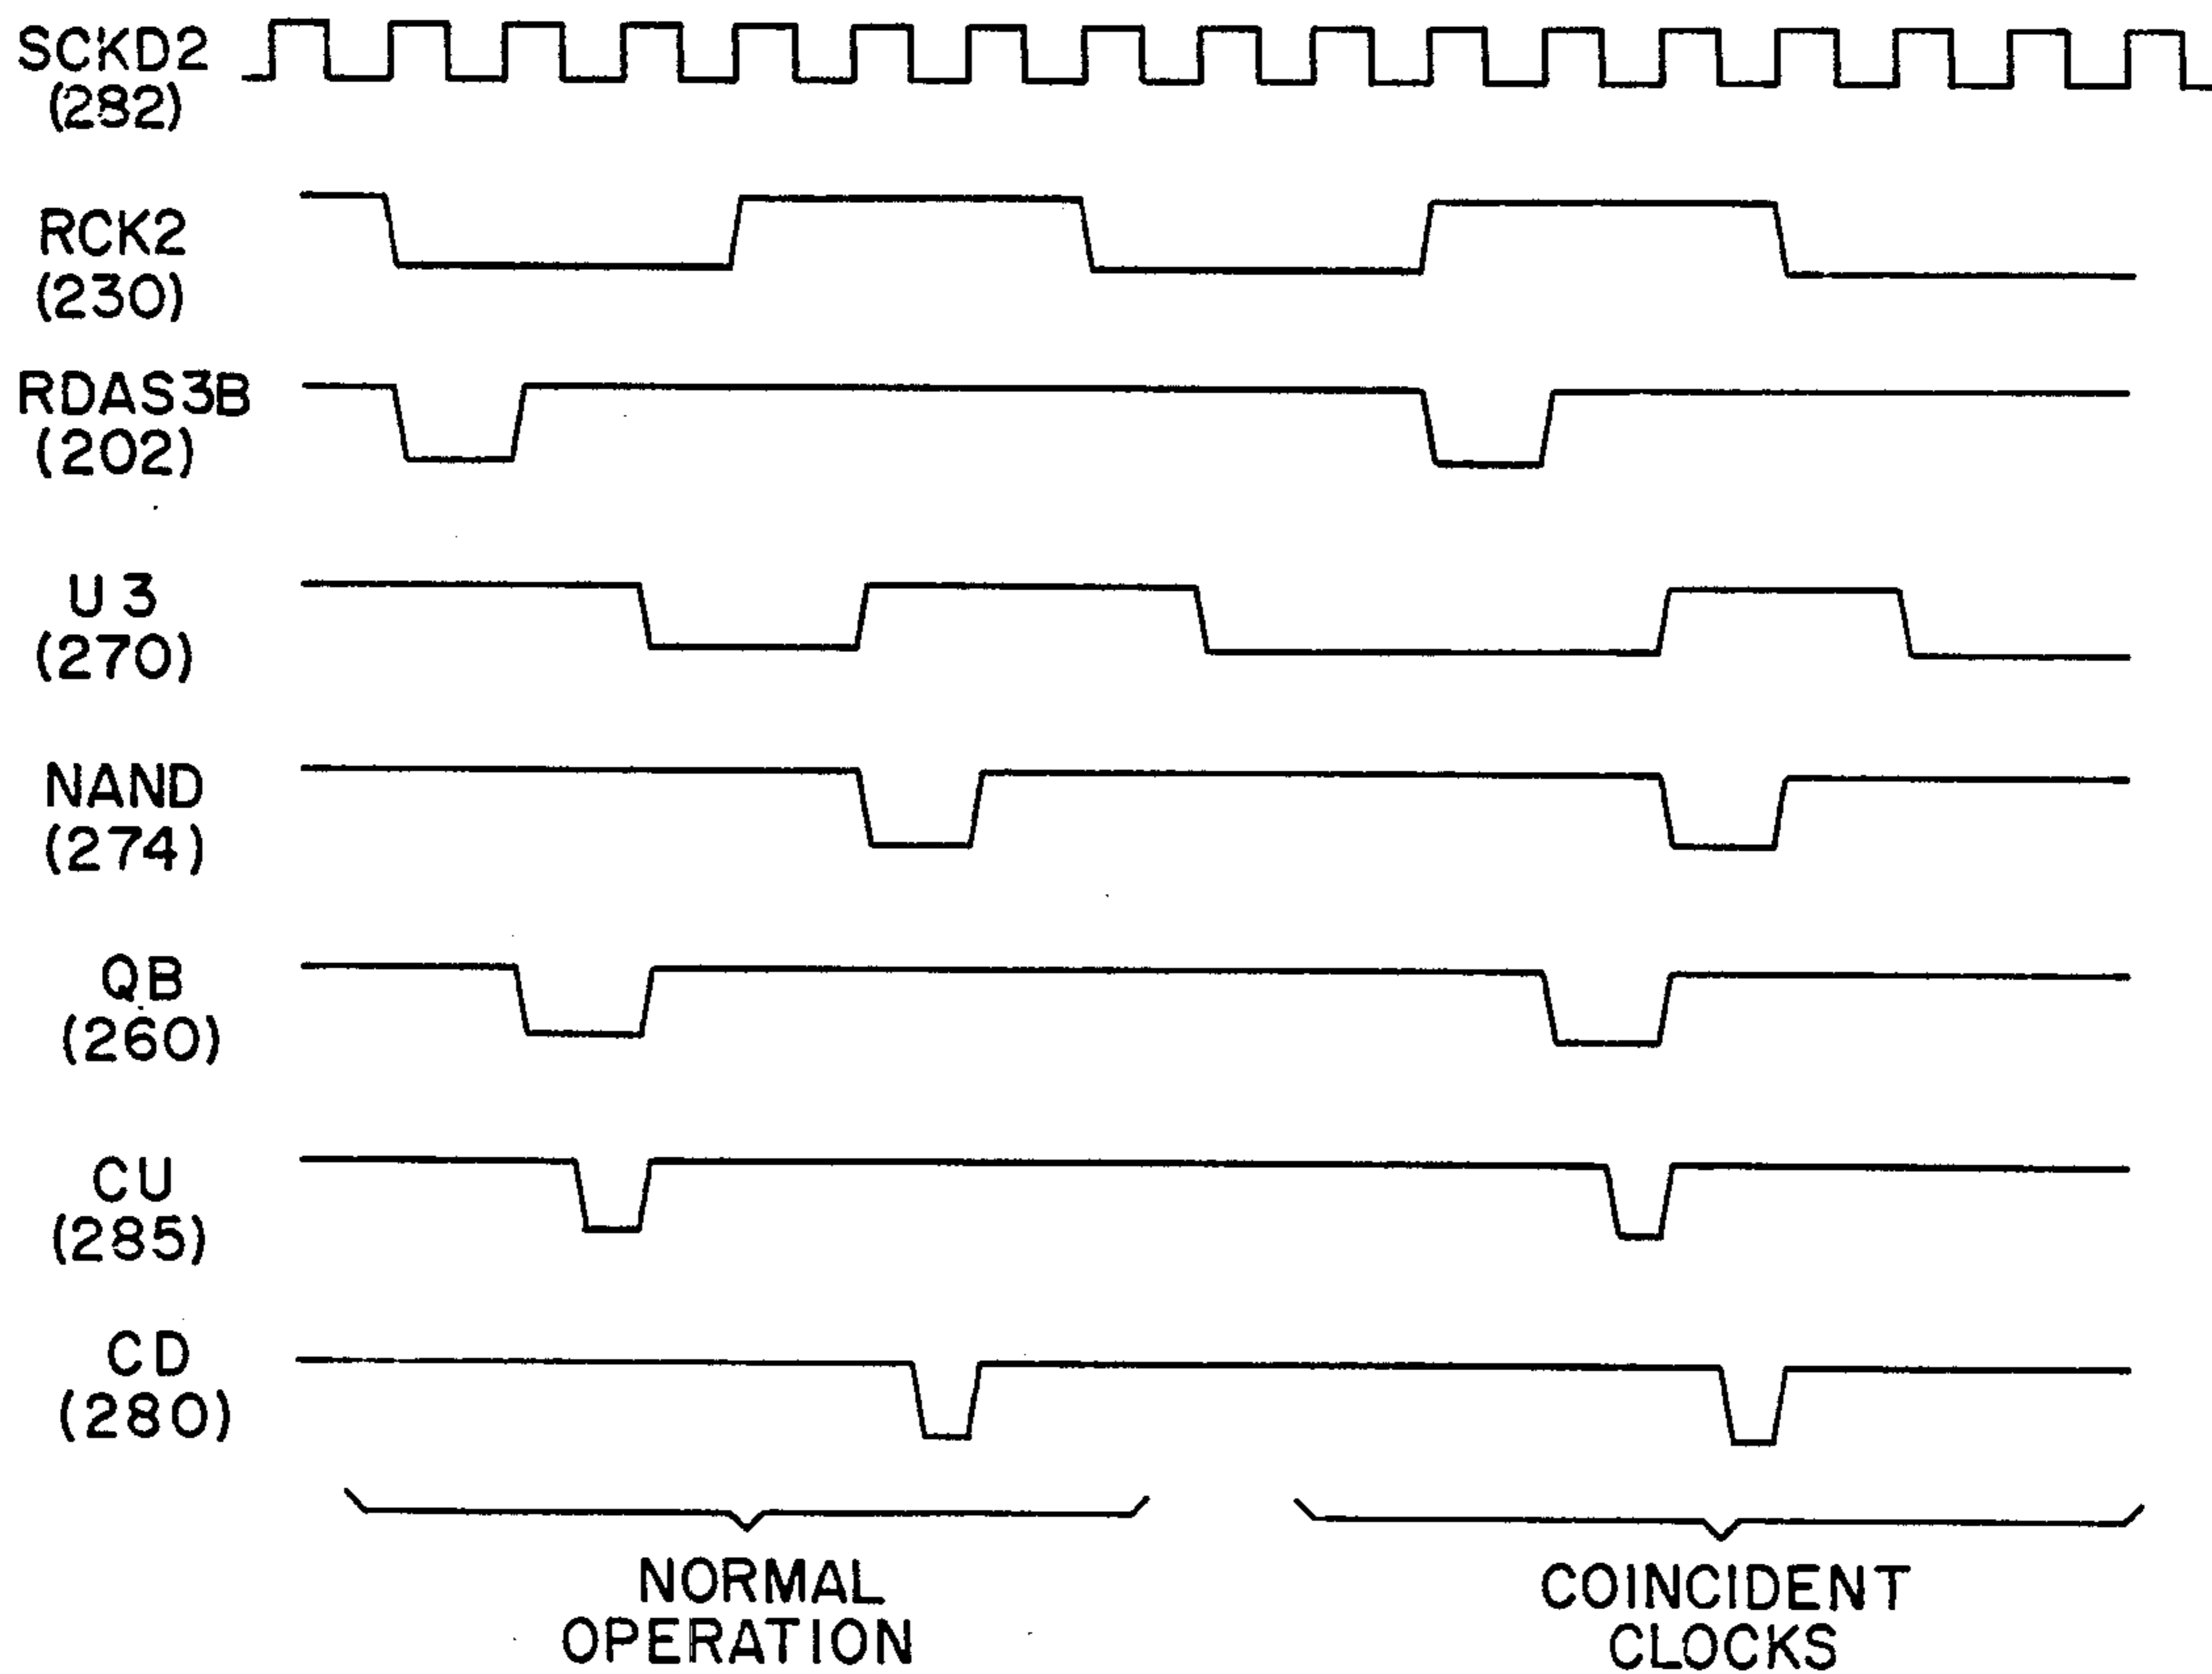 SCKD2
(282)
RCK2
(230)
RDAS3B
(202)
U3
(270)
NAND
(274)
QB
(260)
CU
(285)
CD
(280)
NORMAL
OPERATION
COINCIDENT
CLOCKS